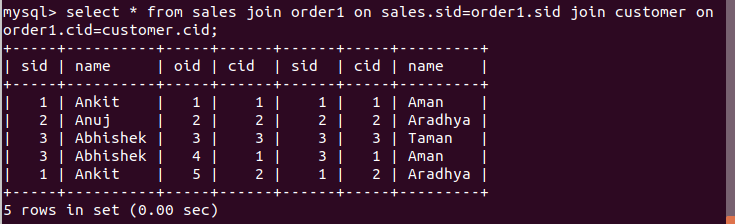 mysql> select * from sales join order1 on sales.sid=order1.sid join customer on
order1.cid=customer.cid;
+-----+----------+-----+------+------+-----+---------+
| sid | name     | oid | cid  | sid  | cid | name    |
+-----+----------+-----+------+------+-----+---------+
|   1 | Ankit    |   1 |    1 |    1 |   1 | Aman    |
|   2 | Anuj     |   2 |    2 |    2 |   2 | Aradhya |
|   3 | Abhishek |   3 |    3 |    3 |   3 | Taman   |
|   3 | Abhishek |   4 |    1 |    3 |   1 | Aman    |
|   1 | Ankit    |   5 |    2 |    1 |   2 | Aradhya |
+-----+----------+-----+------+------+-----+---------+
5 rows in set (0.00 sec)